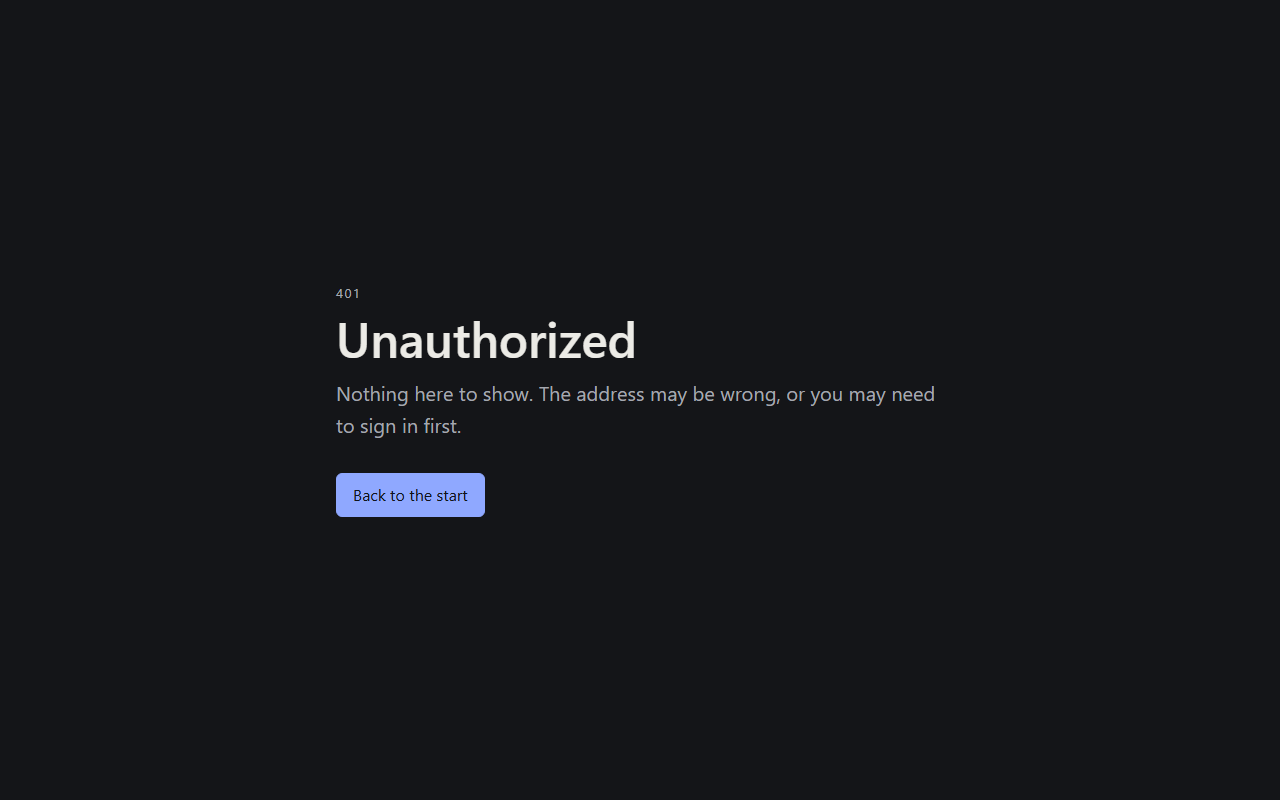 401
Unauthorized
Nothing here to show. The address may be wrong, or you may need
to sign in first.
Back to the start